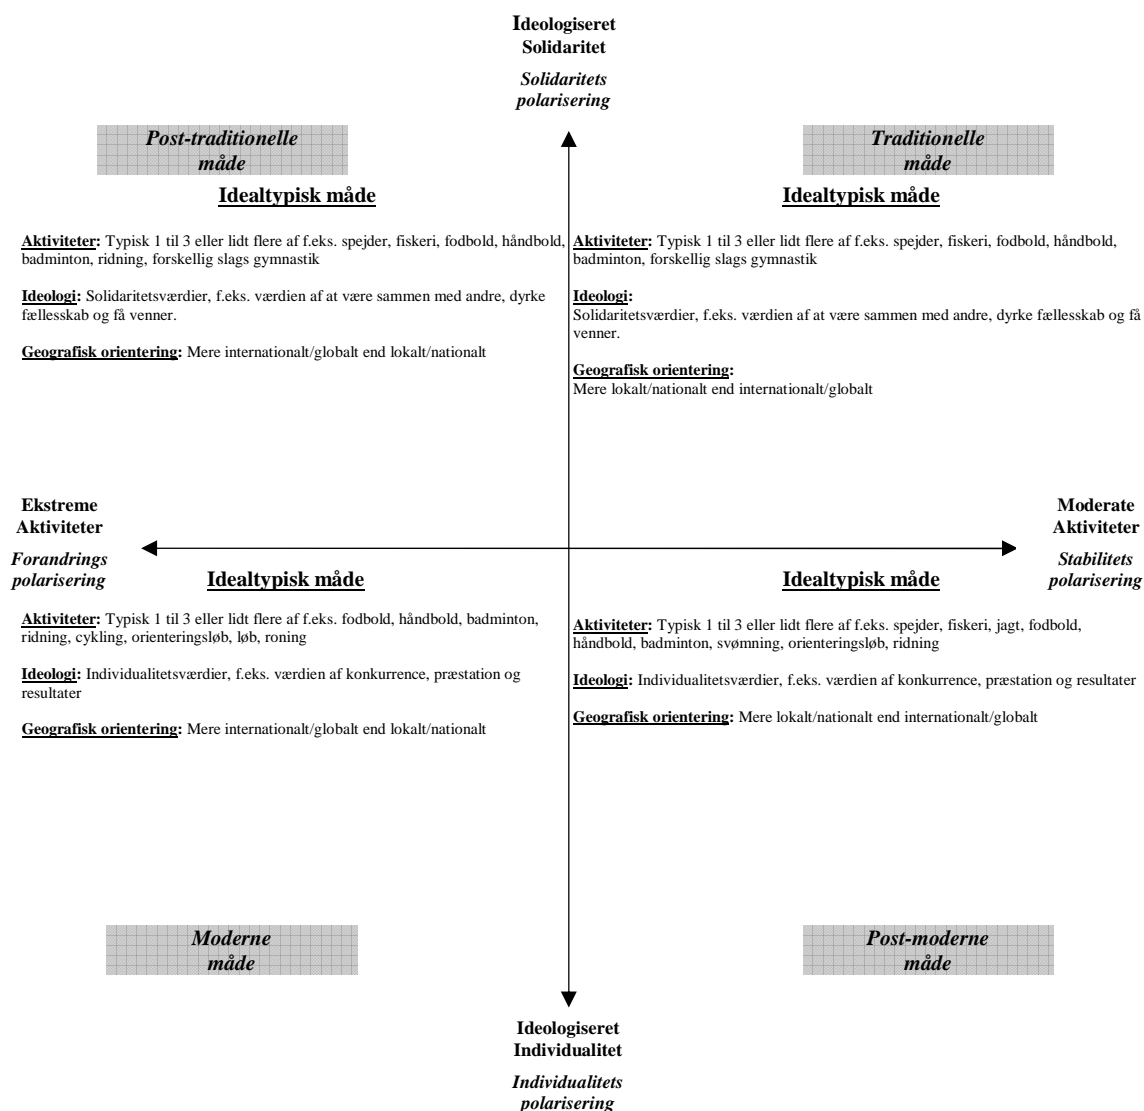 Ideologiseret
Solidaritet
Solidaritets
polarisering
Post-traditionelle
måde
Idealtypisk måde
Aktiviteter: Typisk 1 til 3 eller lidt flere af f.eks. spejder, fiskeri, fodbold, håndbold,
badminton, ridning, forskellig slags gymnastik
Ideologi: Solidaritetsværdier, f.eks. værdien af at være sammen med andre, dyrke
fællesskab og få venner.
Geografisk orientering: Mere internationalt/globalt end lokalt/nationalt
Traditionelle
måde
Idealtypisk måde
Aktiviteter: Typisk 1 til 3 eller lidt flere af f.eks. spejder, fiskeri, fodbold, håndbold,
badminton, forskellig slags gymnastik
Ideologi:
Solidaritetsværdier, f.eks. værdien af at være sammen med andre, dyrke fællesskab og få
venner.
Geografisk orientering:
Mere lokalt/nationalt end internationalt/globalt
Ekstreme
Aktiviteter
Forandrings
polarisering
Moderate
Aktiviteter
Stabilitets
polarisering
Idealtypisk måde
Aktiviteter: Typisk 1 til 3 eller lidt flere af f.eks. fodbold, håndbold, badminton,
ridning, cykling, orienteringsløb, løb, roning
Ideologi: Individualitetsværdier, f.eks. værdien af konkurrence, præstation og
resultater
Geografisk orientering: Mere internationalt/globalt end lokalt/nationalt
Moderne
måde
Idealtypisk måde
Aktiviteter: Typisk 1 til 3 eller lidt flere af f.eks. spejder, fiskeri, jagt, fodbold,
håndbold, badminton, svømning, orienteringsløb, ridning
Ideologi: Individualitetsværdier, f.eks. værdien af konkurrence, præstation og resultater
Geografisk orientering: Mere lokalt/nationalt end internationalt/globalt
Post-moderne
måde
Ideologiseret
Individualitet
Individualitets
polarisering